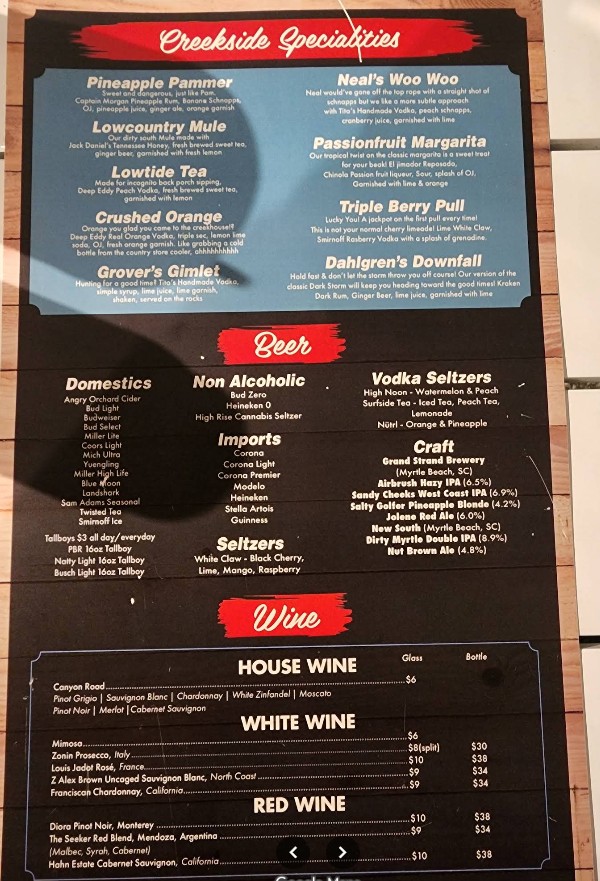 Creekside Specialities
Pineapple Pammer
Sweet and dangerous, just like Pam.
Captain Morgan Pineapple Rum, Banana Schnapps,
OJ, pineapple juice, ginger ale, orange garnish
Lowcountry Mule
Our dirty south Mule made with
Jack Daniel's Tennessee Honey, fresh brewed sweet tea,
ginger beer, garnished with fresh lemon
Lowtide Tea
Made for incognito back porch sipping,
Deep Eddy Peach Vodka, fresh brewed sweet tea,
garnished with lemon
Crushed Orange
Orange you glad you came to the creekhouse!?
Deep Eddy Real Orange Vodka, triple sec, lemon lime
soda, OJ, fresh orange garnish. Like grabbing a cold
bottle from the country store cooler, ahhhhhhhhh
Grover's Gimlet
Hunting for a good time? Tito's Handmade Vodka,
simple syrup, lime juice, lime garnish,
shaken, served on the rocks
Neal's Woo Woo
Neal would've gone off the top rope with a straight shot of
schnapps but we like a more subtle approach
with Tito's Handmade Vodka, peach schnapps,
cranberry juice, garnished with lime
Passionfruit Margarita
Our tropical twist on the classic margarita is a sweet treat
for your beak! El jimador Reposado,
Chinola Passion fruit liqueur, Sour, splash of OJ.
Garnished with lime & orange
Triple Berry Pull
Lucky You! A jackpot on the first pull every time!
This is not your normal cherry limeade! Lime White Claw,
Smirnoff Rasberry Vodka with a splash of grenadine.
Dahlgren's Downfall
Hold fast & don't let the storm throw you off course! Our version of the
classic Dark Storm will keep you heading toward the good times! Kraken
Dark Rum, Ginger Beer, lime juice, garnished with lime
Beer
Domestics
Angry Orchard Cider
Bud Light
Budweiser
Bud Select
Miller Lite
Coors Light
Mich Ultra
Yuengling
Miller High Life
Blue Moon
Landshark
Sam Adams Seasonal
Twisted Tea
Smirnoff Ice
Tallboys $3 all day/everyday
PBR 16oz Tallboy
Natty Light 16oz Tallboy
Busch Light 16oz Tallboy
Non Alcoholic
Bud Zero
Heineken 0
High Rise Cannabis Seltzer
Imports
Corona
Corona Light
Corona Premier
Modelo
Heineken
Stella Artois
Guinness
Seltzers
White Claw - Black Cherry,
Lime, Mango, Raspberry
Vodka Seltzers
High Noon - Watermelon & Peach
Surfside Tea - Iced Tea, Peach Tea,
Lemonade
Nütrl - Orange & Pineapple
Craft
Grand Strand Brewery
(Myrtle Beach, SC)
Airbrush Hazy IPA (6.5%)
Sandy Cheeks West Coast IPA (6.9%)
Salty Golfer Pineapple Blonde (4.2%)
Jolene Red Ale (6.0%)
New South (Myrtle Beach, SC)
Dirty Myrtle Double IPA (8.9%)
Nut Brown Ale (4.8%)
Wine
HOUSE WINE Glass Bottle
Canyon Road $6
Pinot Grigio | Sauvignon Blanc | Chardonnay | White Zinfandel | Moscato
Pinot Noir | Merlot | Cabernet Sauvignon
WHITE WINE
Mimosa $6
Zonin Prosecco, Italy $8(split) $30
Louis Jadot Rosé, France $10 $38
Z Alex Brown Uncaged Sauvignon Blanc, North Coast $9 $34
Franciscan Chardonnay, California $9 $34
RED WINE
Diora Pinot Noir, Monterey $10 $38
The Seeker Red Blend, Mendoza, Argentina $9 $34
(Malbec, Syrah, Cabernet)
Hahn Estate Cabernet Sauvignon, California $10 $38